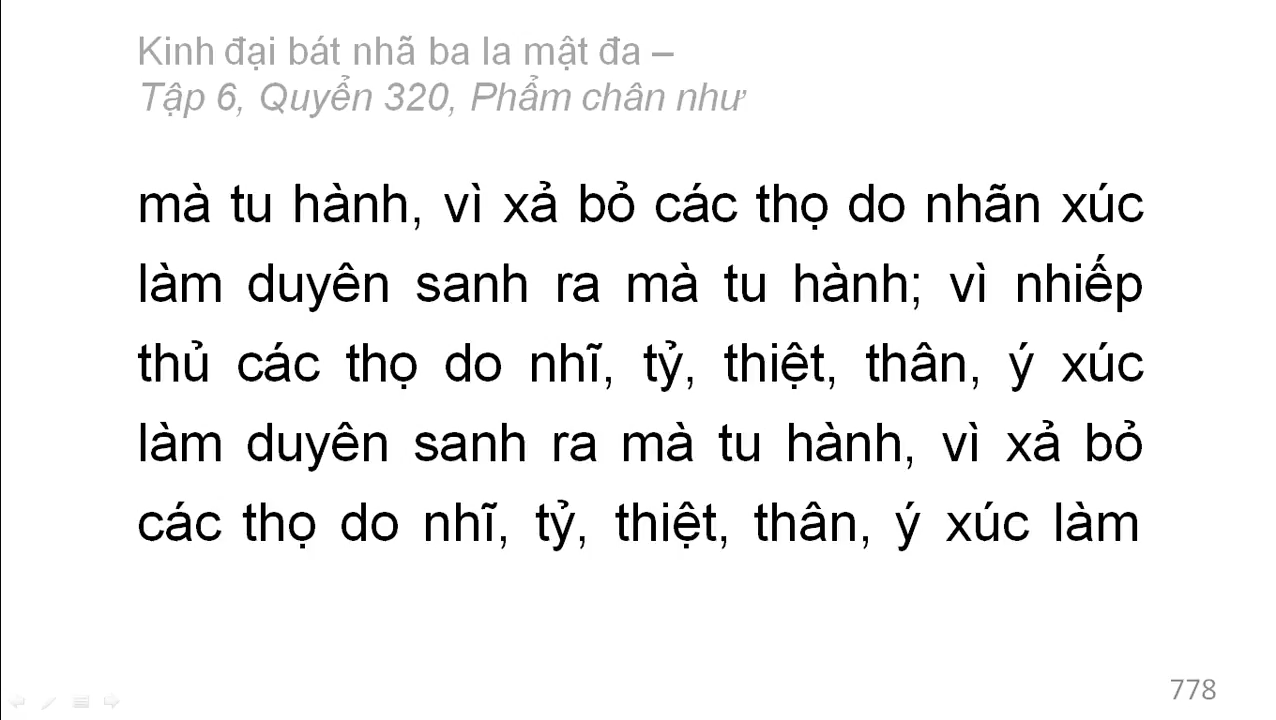 Kinh đại bát nhã ba la mật đa –
Tập 6, Quyển 320, Phẩm chân như
mà tu hành, vì xả bỏ các thọ do nhãn xúc
làm duyên sanh ra mà tu hành; vì nhiếp
thủ các thọ do nhĩ, tỷ, thiệt, thân, ý xúc
làm duyên sanh ra mà tu hành, vì xả bỏ
các thọ do nhĩ, tỷ, thiệt, thân, ý xúc làm
778